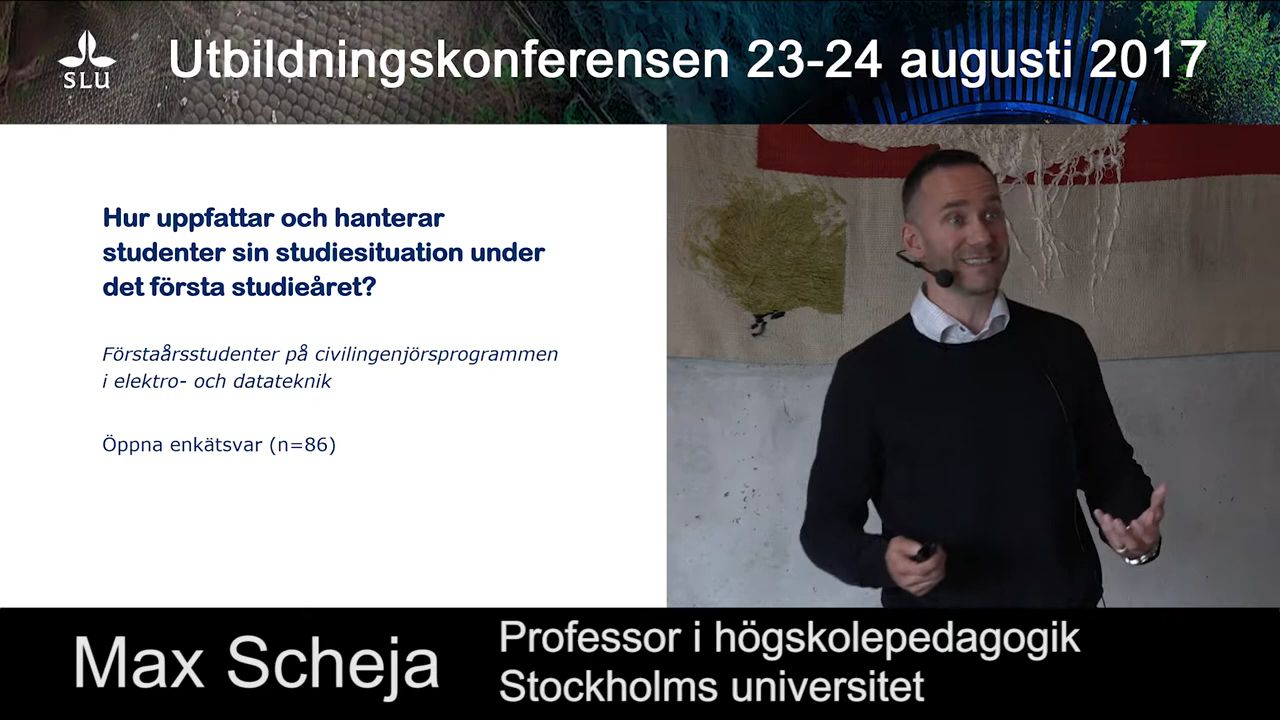 SLU
Utbildningskonferensen 23-24 augusti 2017
Hur uppfattar och hanterar
studenter sin studiesituation under
det första studieåret?
Förstaårsstudenter på civilingenjörsprogrammen
i elektro- och datateknik
Öppna enkätsvar (n=86)
Max Scheja
Professor i högskolepedagogik
Stockholms universitet